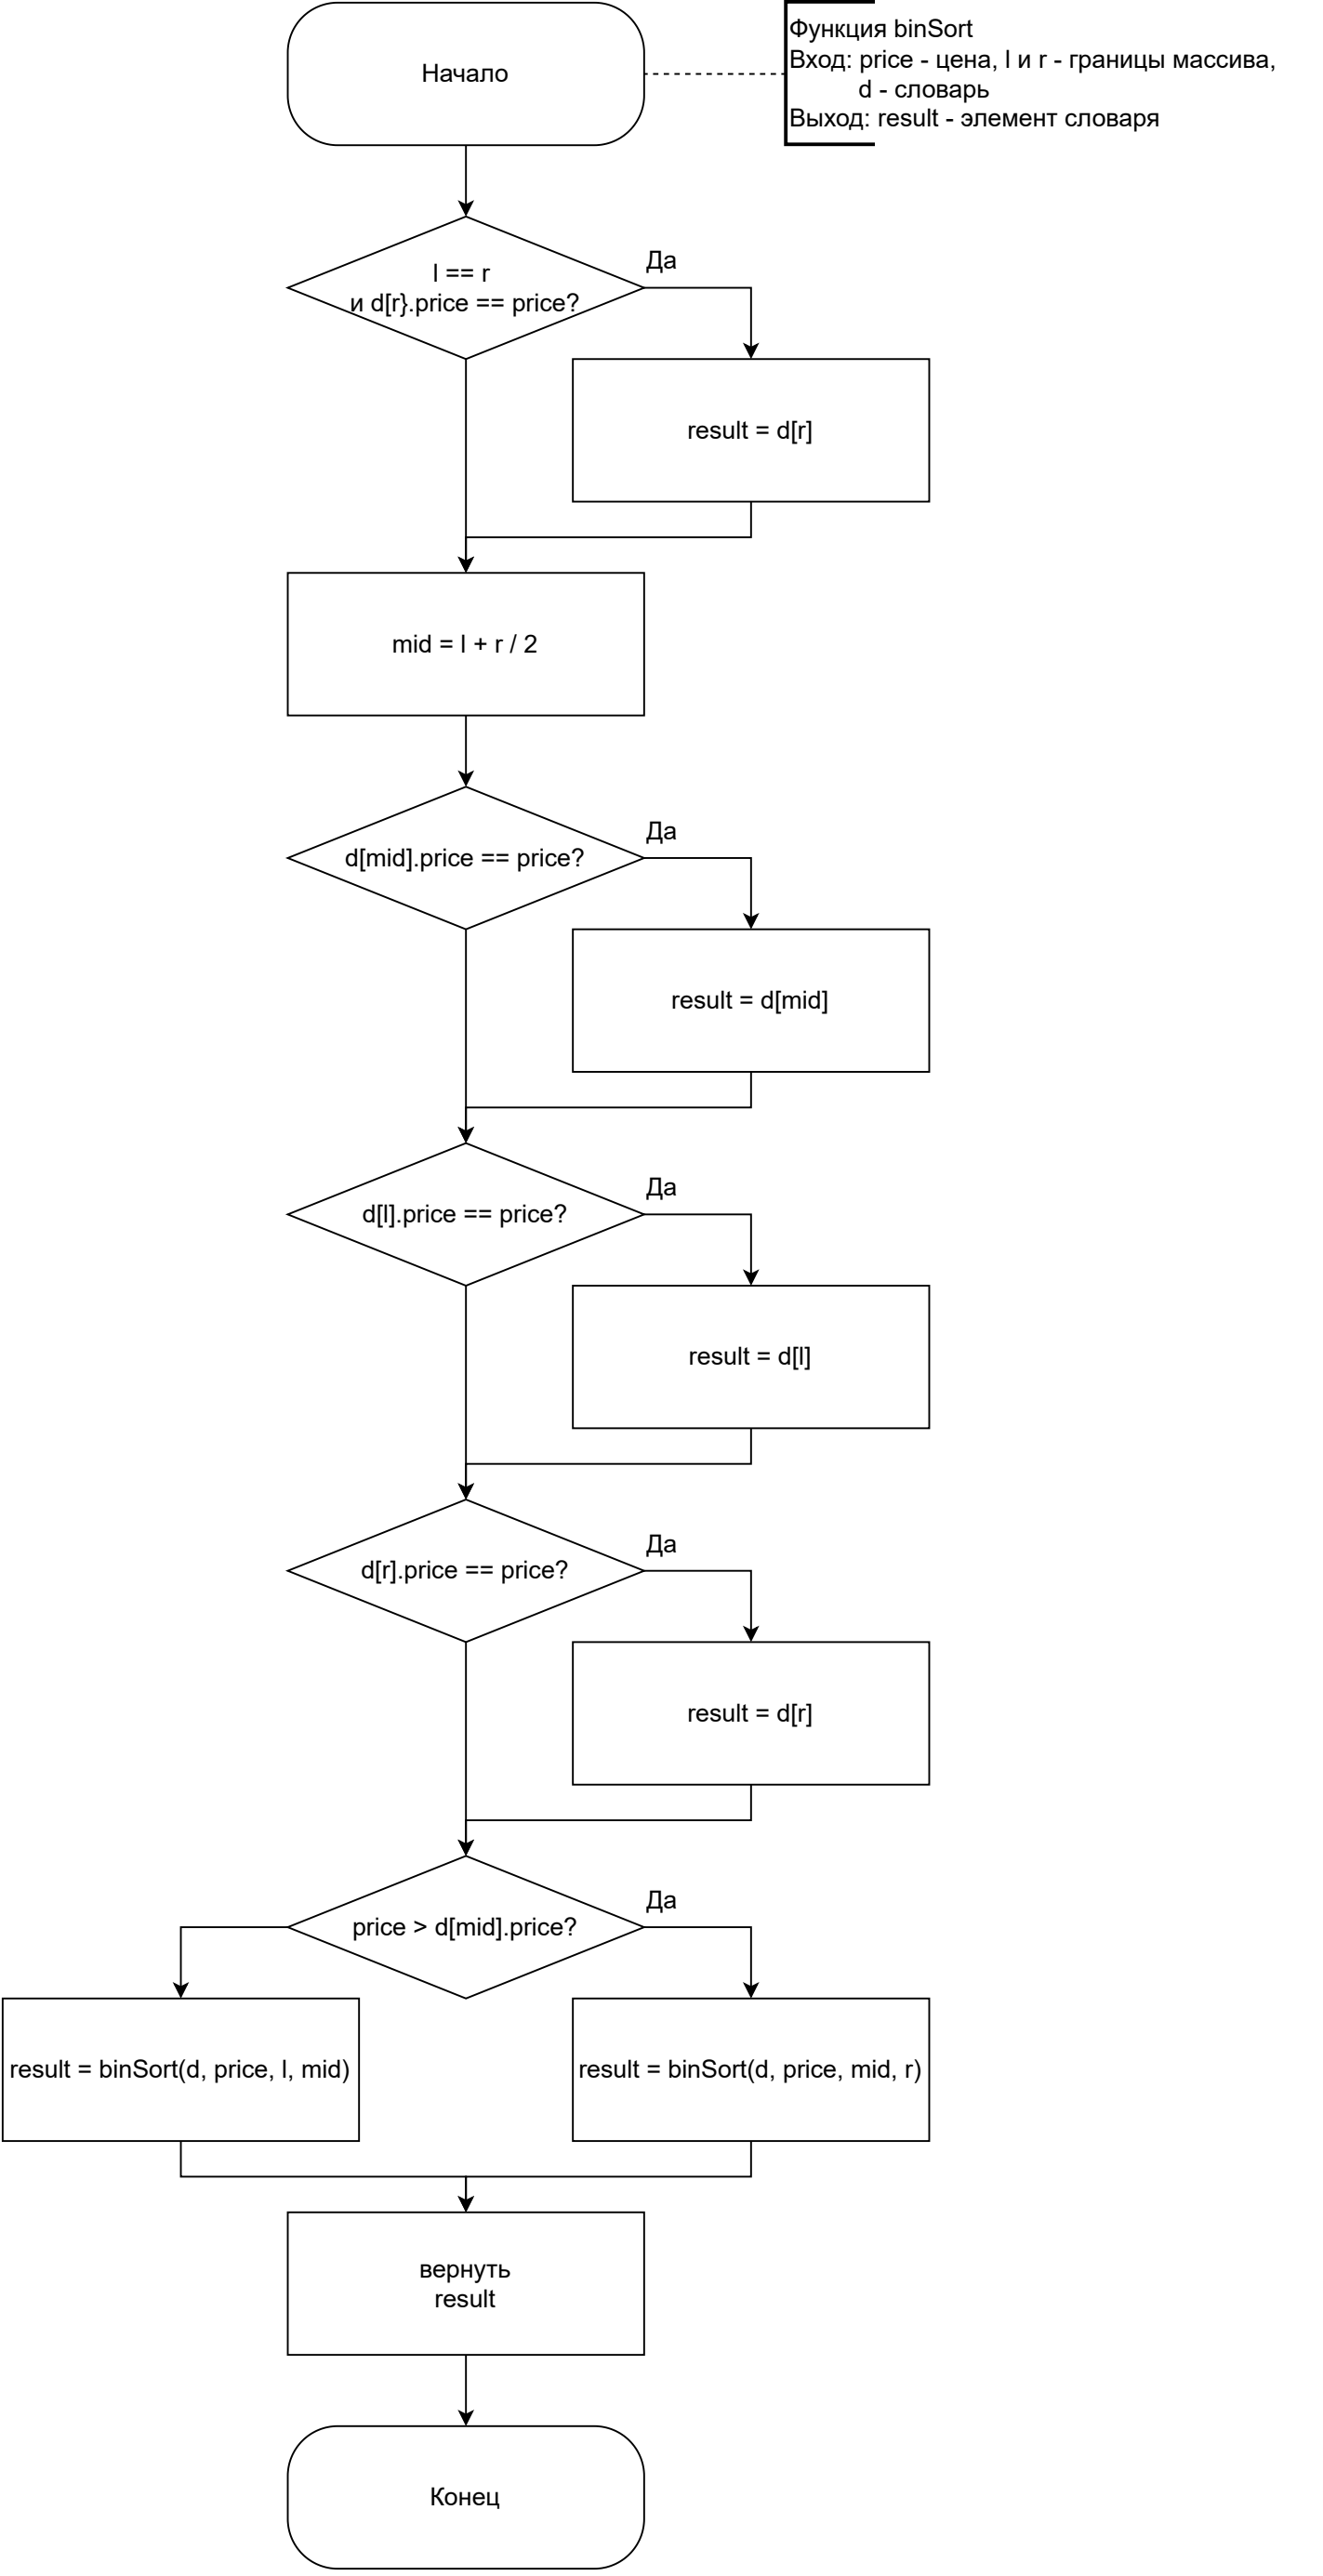 Начало
Функция binSort
Вход: price - цена, l и r - границы массива,
d - словарь
Выход: result - элемент словаря
l == r
и d[r}.price == price?
Да
result = d[r]
mid = l + r / 2
d[mid].price == price?
Да
result = d[mid]
d[l].price == price?
Да
result = d[l]
d[r].price == price?
Да
result = d[r]
price > d[mid].price?
Да
result = binSort(d, price, l, mid)
result = binSort(d, price, mid, r)
вернуть
result
Конец